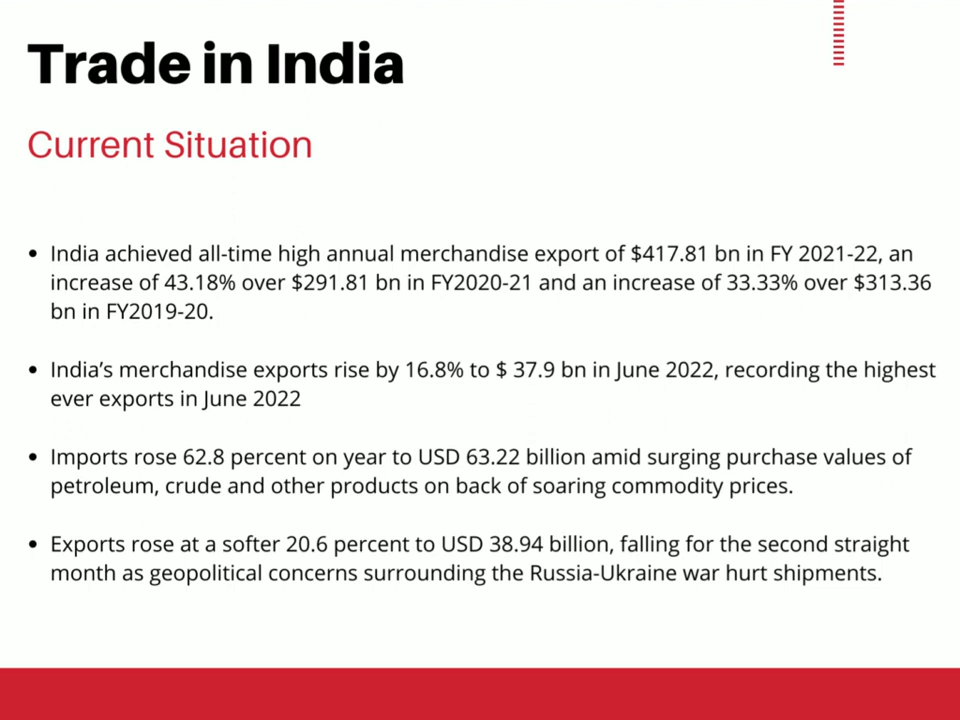 Trade in India
Current Situation
• India achieved all-time high annual merchandise export of $417.81 bn in FY 2021-22, an
increase of 43.18% over $291.81 bn in FY2020-21 and an increase of 33.33% over $313.36
bn in FY2019-20.
• India’s merchandise exports rise by 16.8% to $ 37.9 bn in June 2022, recording the highest
ever exports in June 2022
• Imports rose 62.8 percent on year to USD 63.22 billion amid surging purchase values of
petroleum, crude and other products on back of soaring commodity prices.
• Exports rose at a softer 20.6 percent to USD 38.94 billion, falling for the second straight
month as geopolitical concerns surrounding the Russia-Ukraine war hurt shipments.